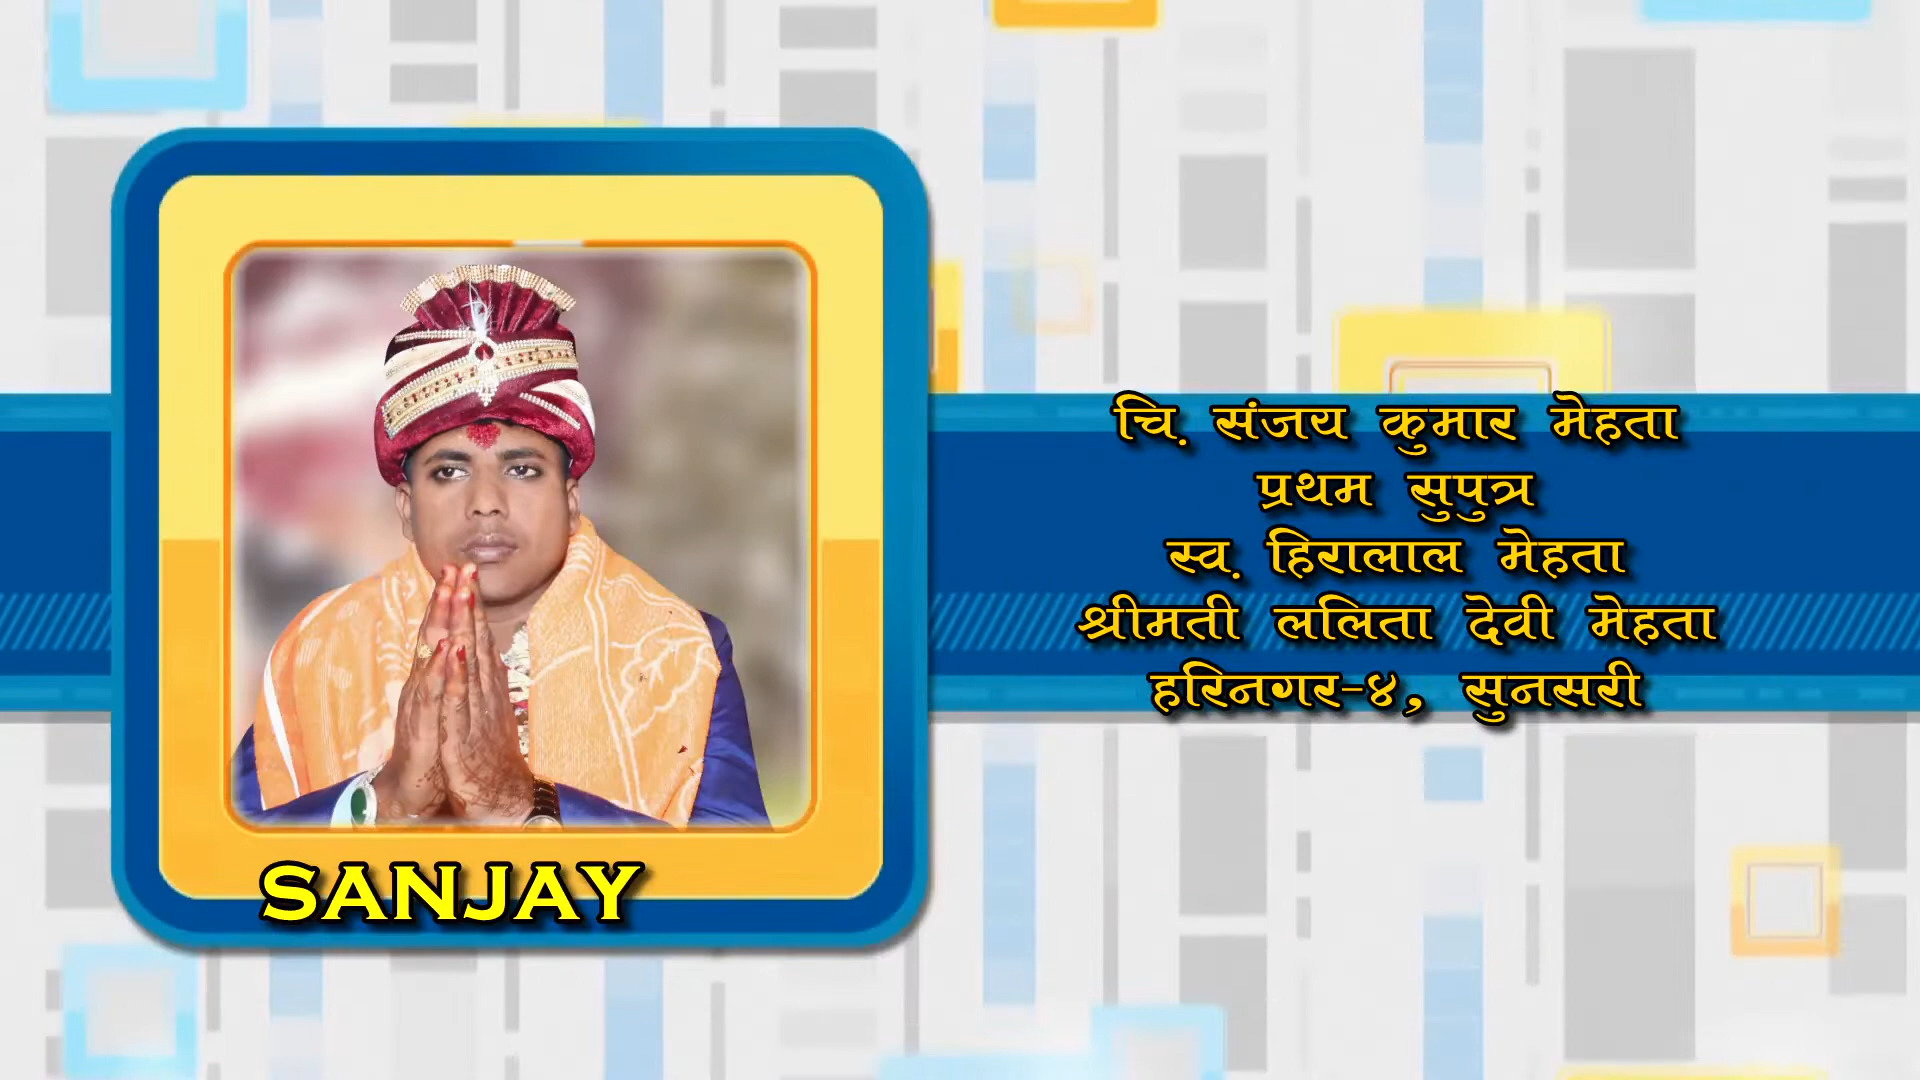 चि. संजय कुमार मेहता
प्रथम सुपुत्र
स्व. हिरालाल मेहता
श्रीमती ललिता देवी मेहता
हरिनगर-४, सुनसरी
SANJAY